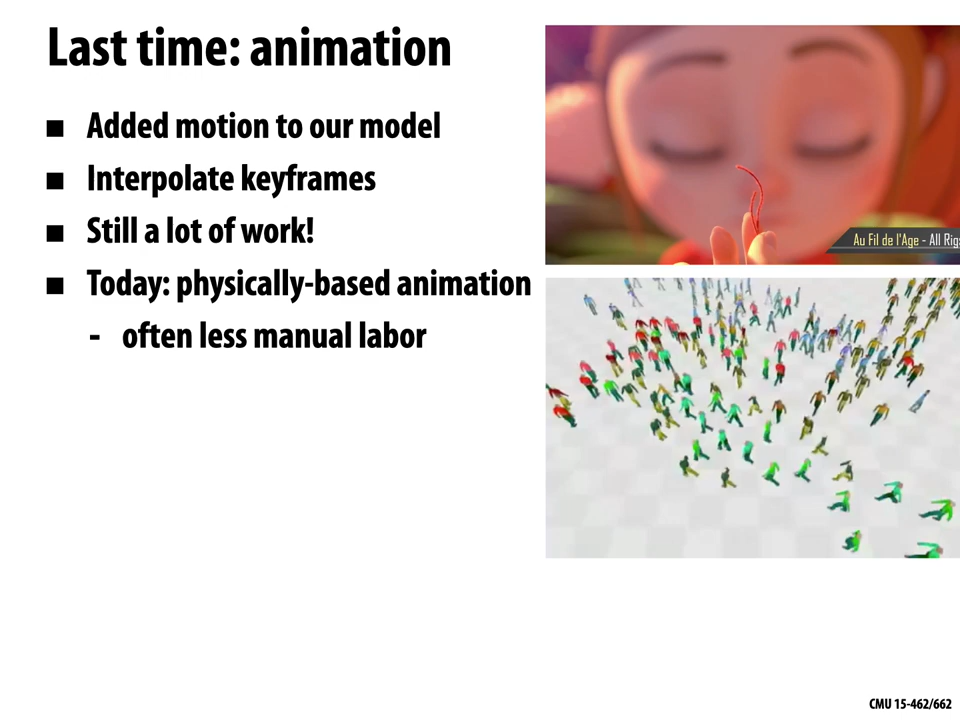 Last time: animation
■ Added motion to our model
■ Interpolate keyframes
■ Still a lot of work!
■ Today: physically-based animation
- often less manual labor
Au Fil de l'Age - All Rig
CMU 15-462/662